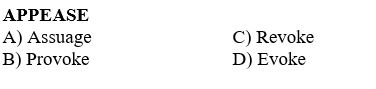 APPEASE
A) Assuage C) Revoke
B) Provoke D) Evoke